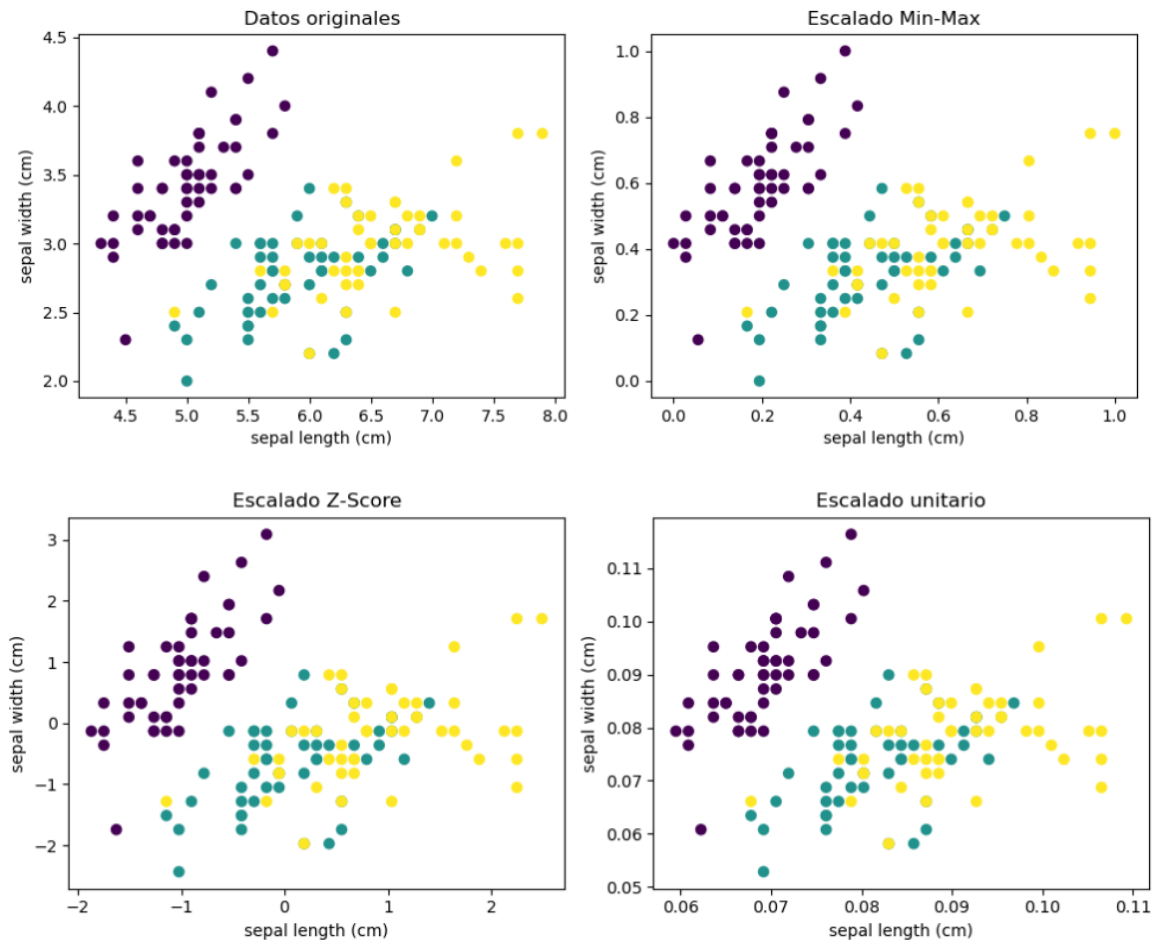 Datos originales
4.5
4.0
3.5
3.0
2.5
2.0
sepal width (cm)
4.5 5.0 5.5 6.0 6.5 7.0 7.5 8.0
sepal length (cm)
Escalado Min-Max
1.0
0.8
0.6
0.4
0.2
0.0
sepal width (cm)
0.0 0.2 0.4 0.6 0.8 1.0
sepal length (cm)
Escalado Z-Score
3
2
1
0
−1
−2
sepal width (cm)
−2 −1 0 1 2
sepal length (cm)
Escalado unitario
0.11
0.10
0.09
0.08
0.07
0.06
0.05
sepal width (cm)
0.06 0.07 0.08 0.09 0.10 0.11
sepal length (cm)